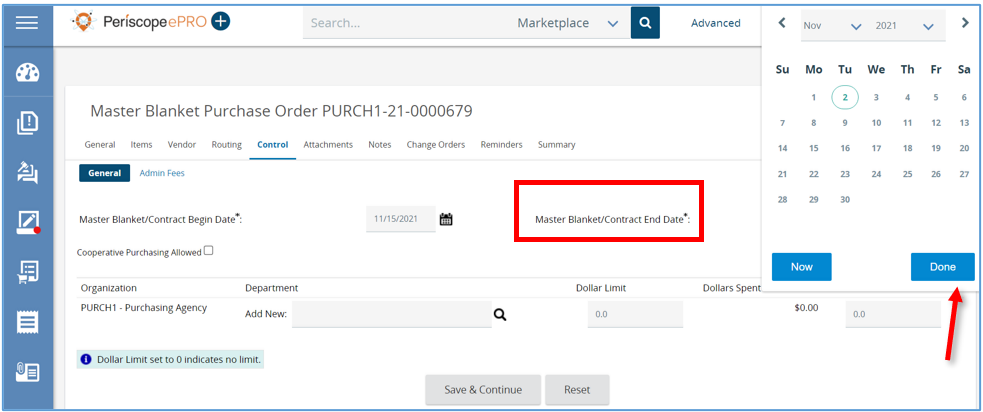 Periscope ePRO
Search...
Marketplace
Advanced
Nov 2021
Su Mo Tu We Th Fr Sa
1 2 3 4 5 6
7 8 9 10 11 12 13
14 15 16 17 18 19 20
21 22 23 24 25 26 27
28 29 30
Now Done
Master Blanket Purchase Order PURCH1-21-0000679
General Items Vendor Routing Control Attachments Notes Change Orders Reminders Summary
General Admin Fees
Master Blanket/Contract Begin Date*: 11/15/2021 Master Blanket/Contract End Date*:
Cooperative Purchasing Allowed
Organization Department Dollar Limit Dollars Spent
PURCH1 - Purchasing Agency Add New: 0.0 $0.00 0.0
Dollar Limit set to 0 indicates no limit.
Save & Continue Reset